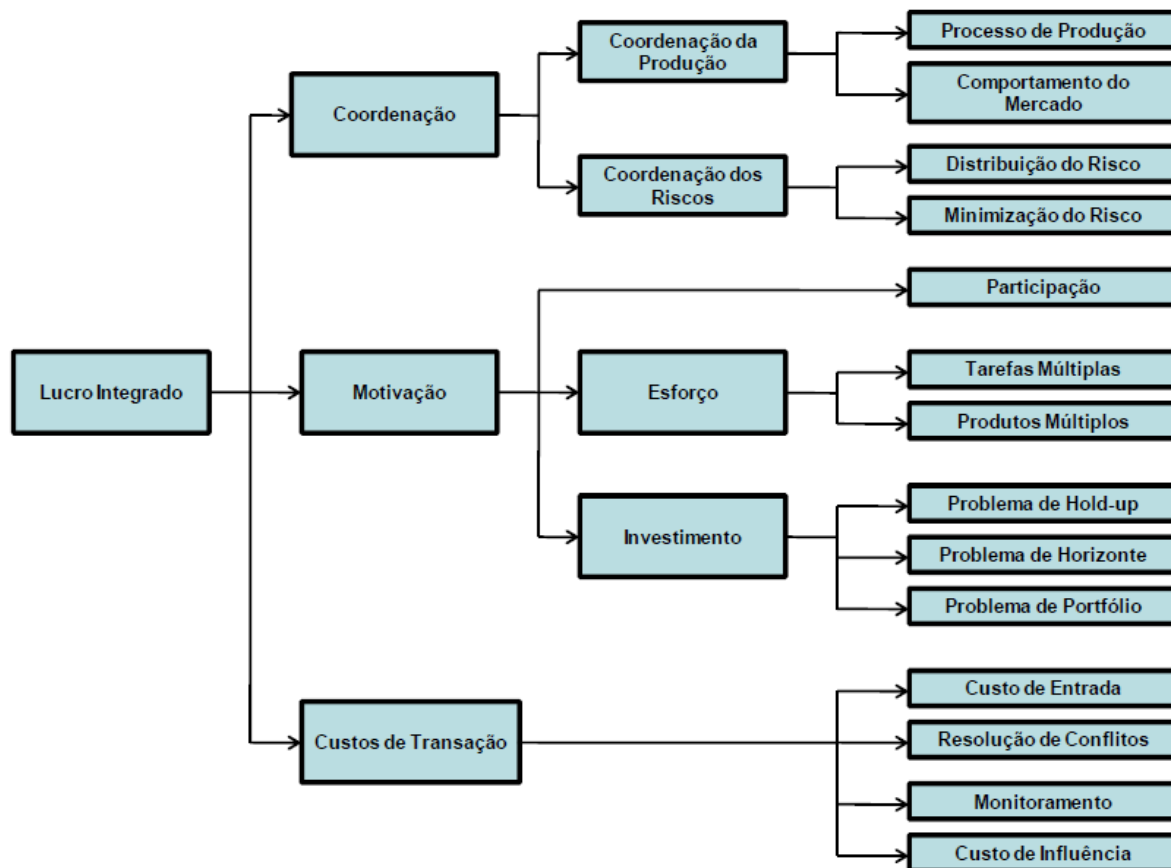 Processo de Produção
Coordenação da
Produção
Comportamento do
Mercado
Coordenação
Distribuição do Risco
Coordenação dos
Riscos
Minimização do Risco
Participação
Lucro Integrado
Motivação
Esforço
Tarefas Múltiplas
Produtos Múltiplos
Investimento
Problema de Hold-up
Problema de Horizonte
Problema de Portfólio
Custos de Transação
Custo de Entrada
Resolução de Conflitos
Monitoramento
Custo de Influência